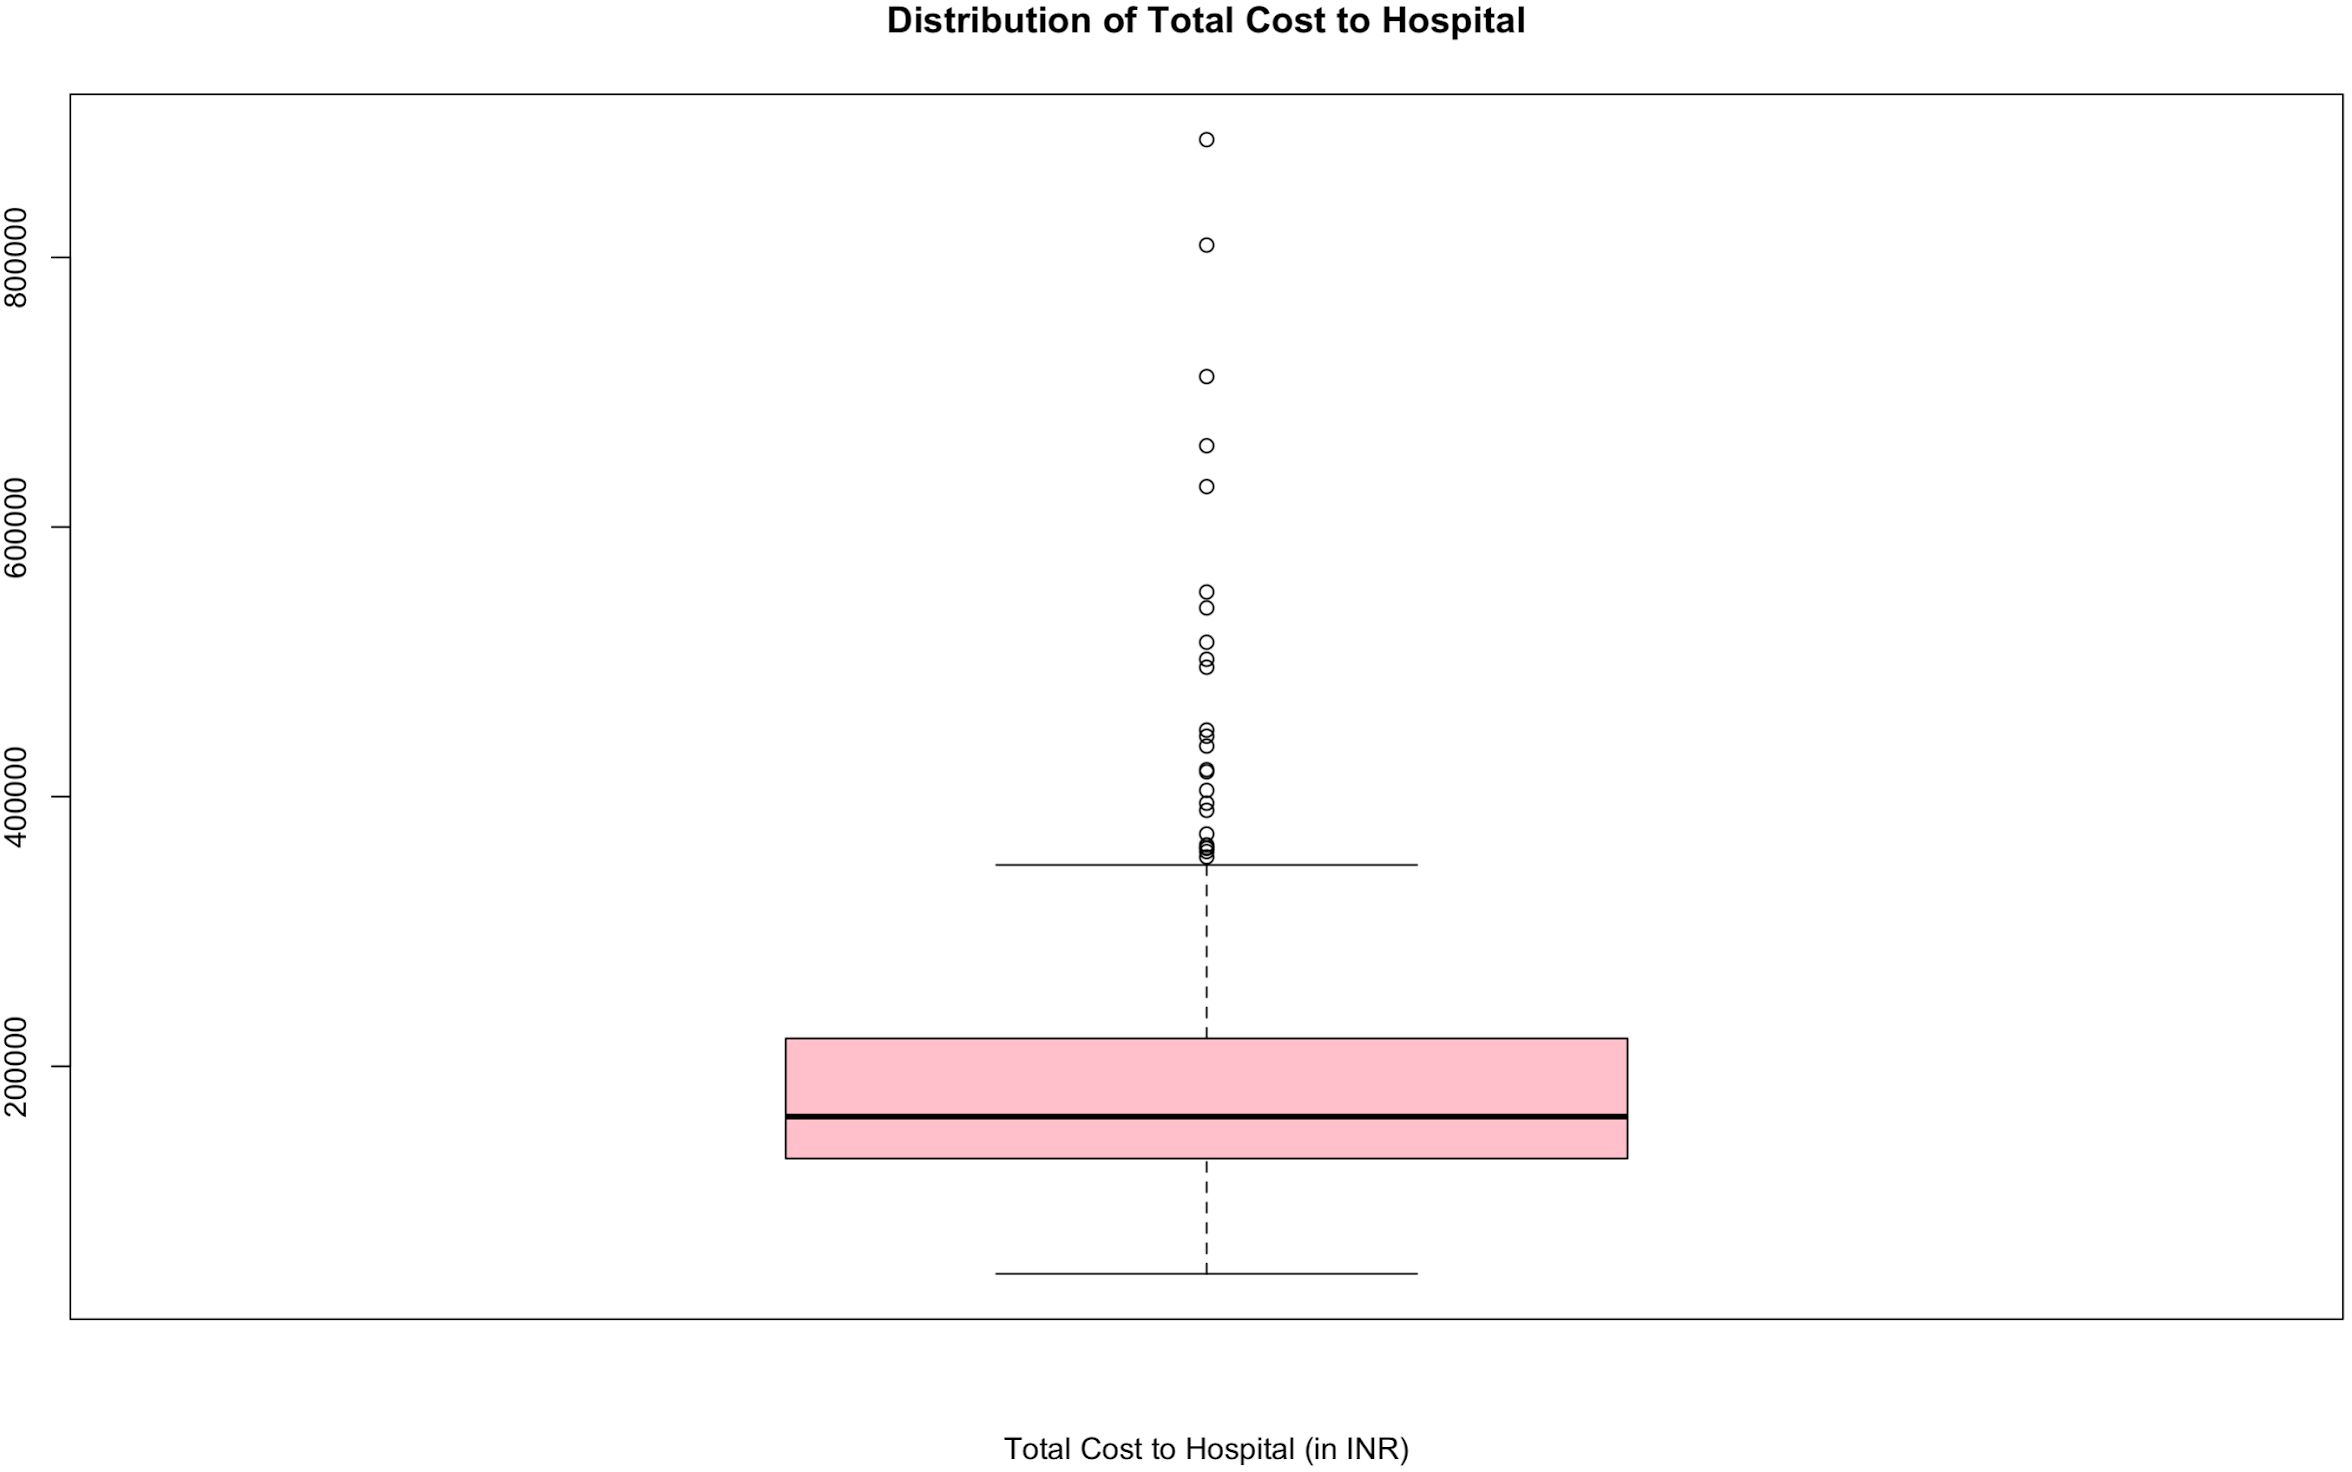 Distribution of Total Cost to Hospital
800000
600000
400000
200000
Total Cost to Hospital (in INR)